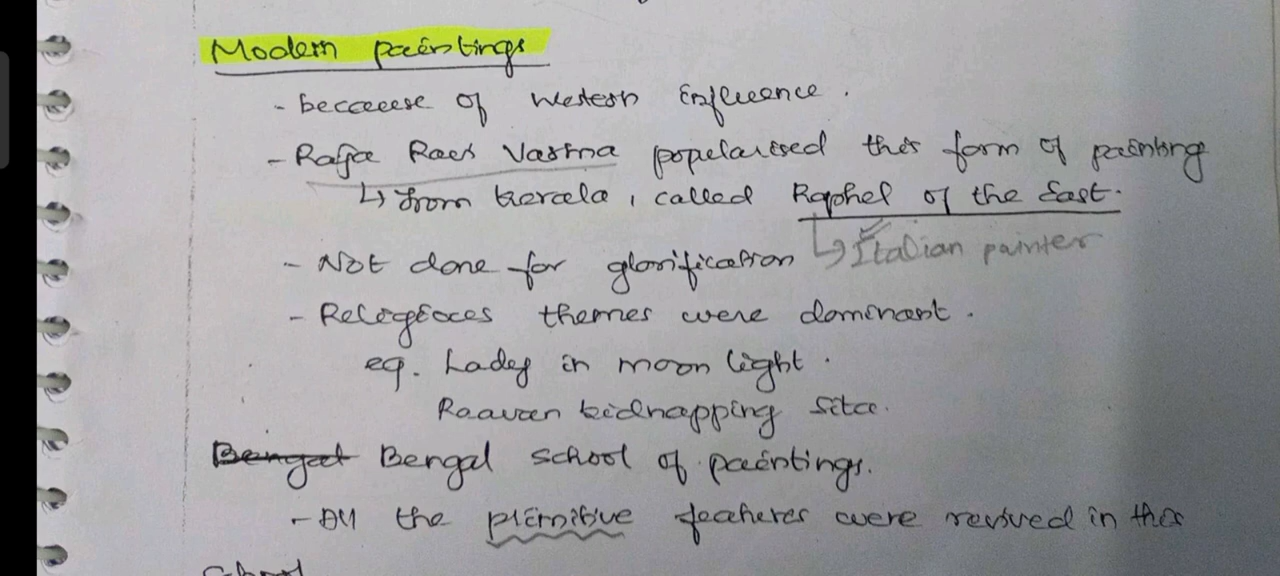 Modern paintings
- because of western influence.
- Raja Ravi Varma popularised this form of painting
↳ from Kerala, called Raphel of the East.
↳ Italian painter
- Not done for glorification
- Religious themes were dominant.
eg. Lady in moon light.
Raavan kidnapping Sita.
Bengal Bengal school of paintings.
- All the primitive features were revived in this
School